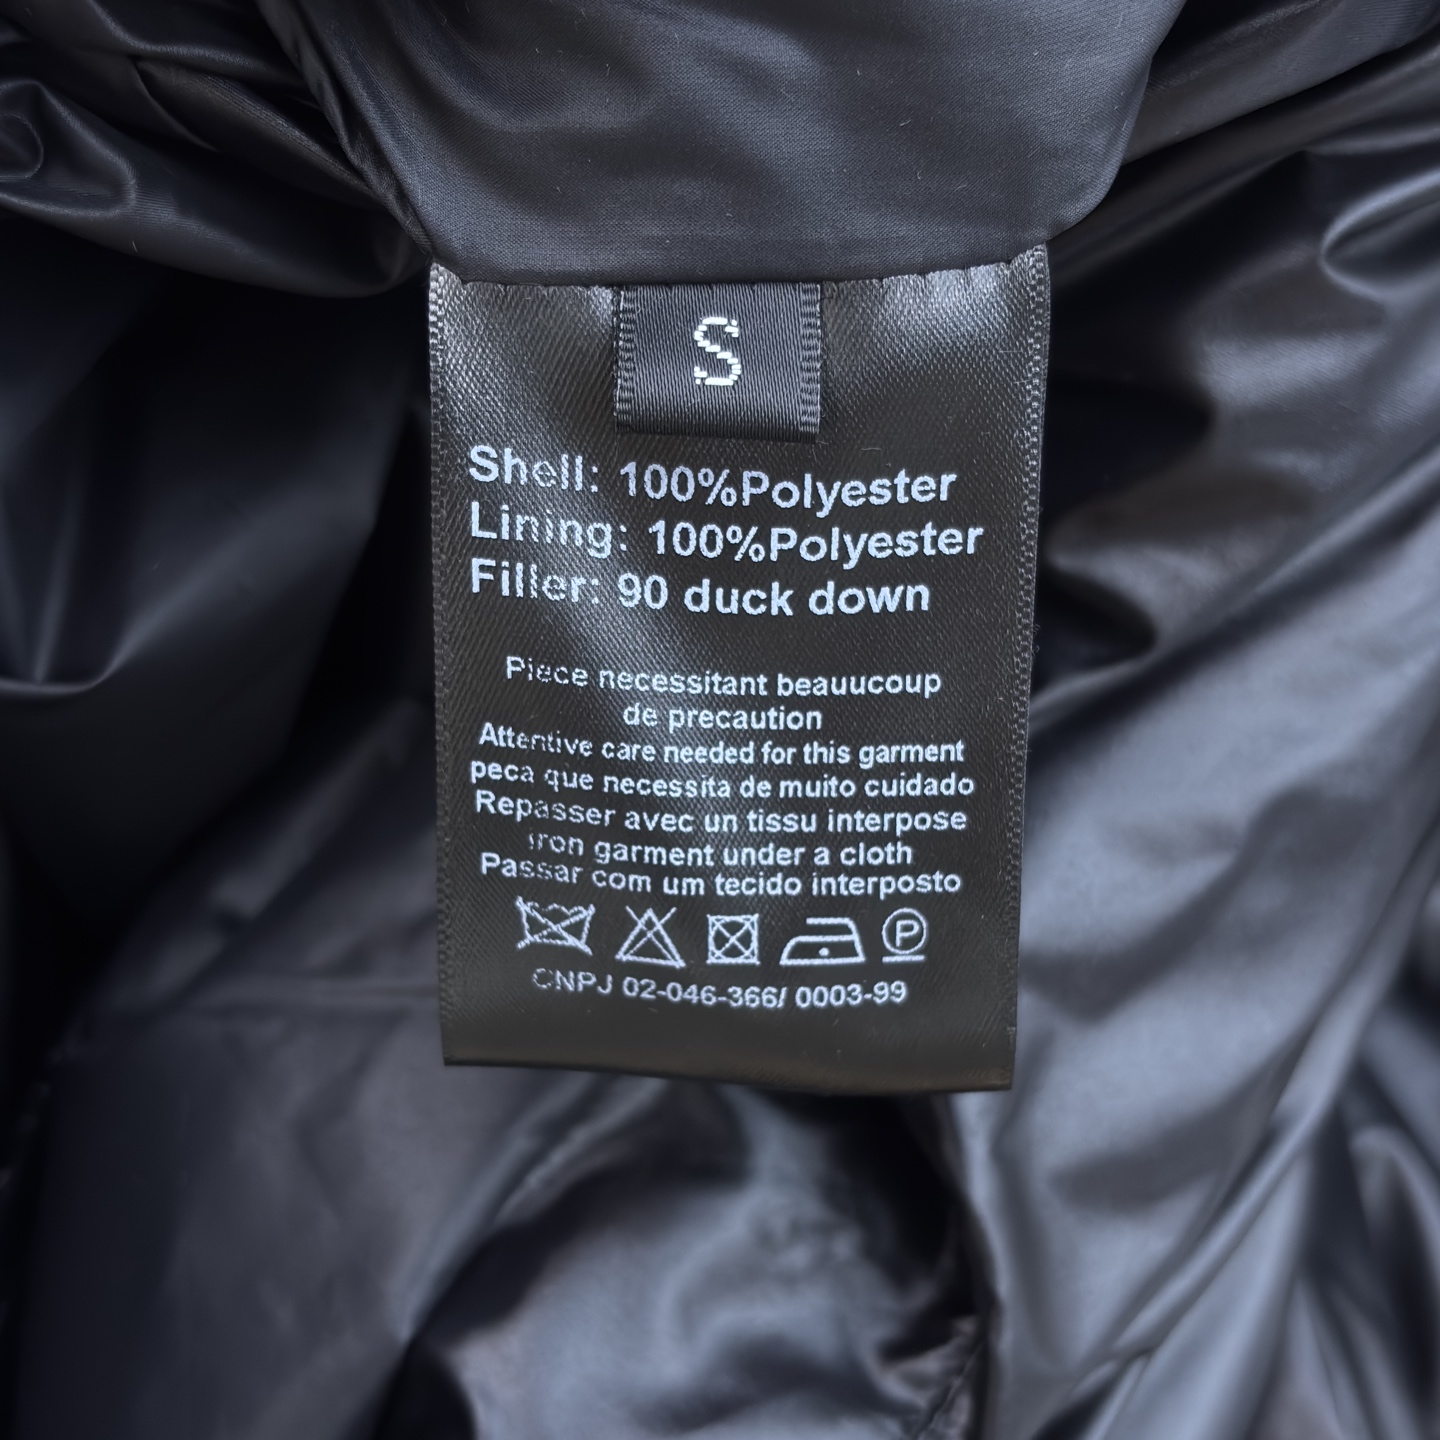 S
Shell: 100%Polyester
Lining: 100%Polyester
Filler: 90 duck down
Piece necessitant beauucoup
de precaution
Attentive care needed for this garment
peca que necessita de muito cuidado
Repasser avec un tissu interpose
Iron garment under a cloth
Passar com um tecido interposto
P
CNPJ 02-046-366/ 0003-99